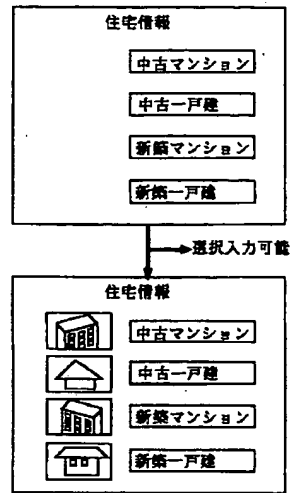 住宅情報
中古マンション
中古一戸建
新築マンション
新築一戸建
選択入力可能
住宅情報
中古マンション
中古一戸建
新築マンション
新築一戸建